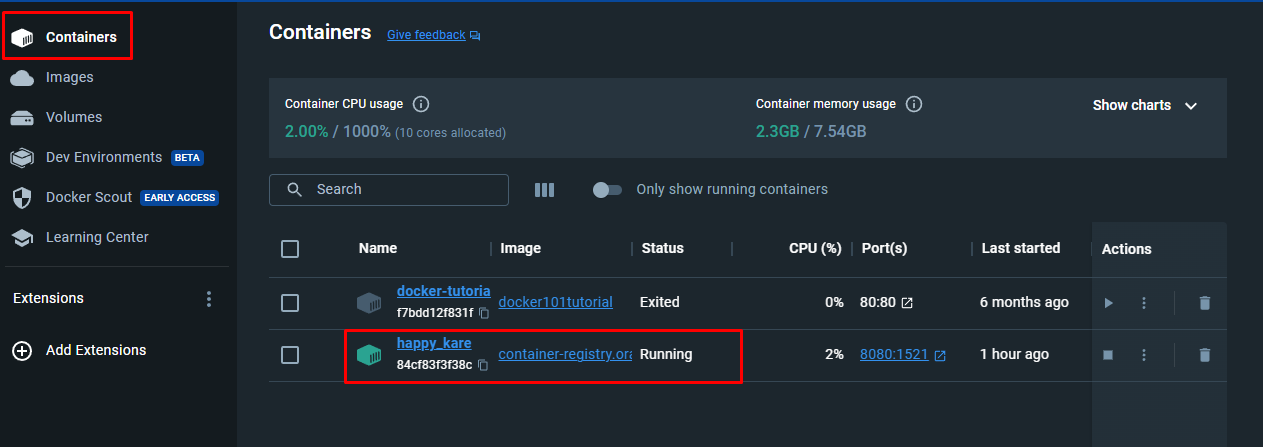 Containers
Images
Volumes
Dev Environments BETA
Docker Scout EARLY ACCESS
Learning Center
Extensions
Add Extensions
Containers Give feedback
Container CPU usage
2.00% / 1000% (10 cores allocated)
Container memory usage
2.3GB / 7.54GB
Show charts
Search
Only show running containers
Name Image Status CPU (%) Port(s) Last started Actions
docker-tutoria
f7bdd12f831f
docker101tutorial Exited 0% 80:80 6 months ago
happy_kare
84cf83f3f38c
container-registry.ora Running 2% 8080:1521 1 hour ago